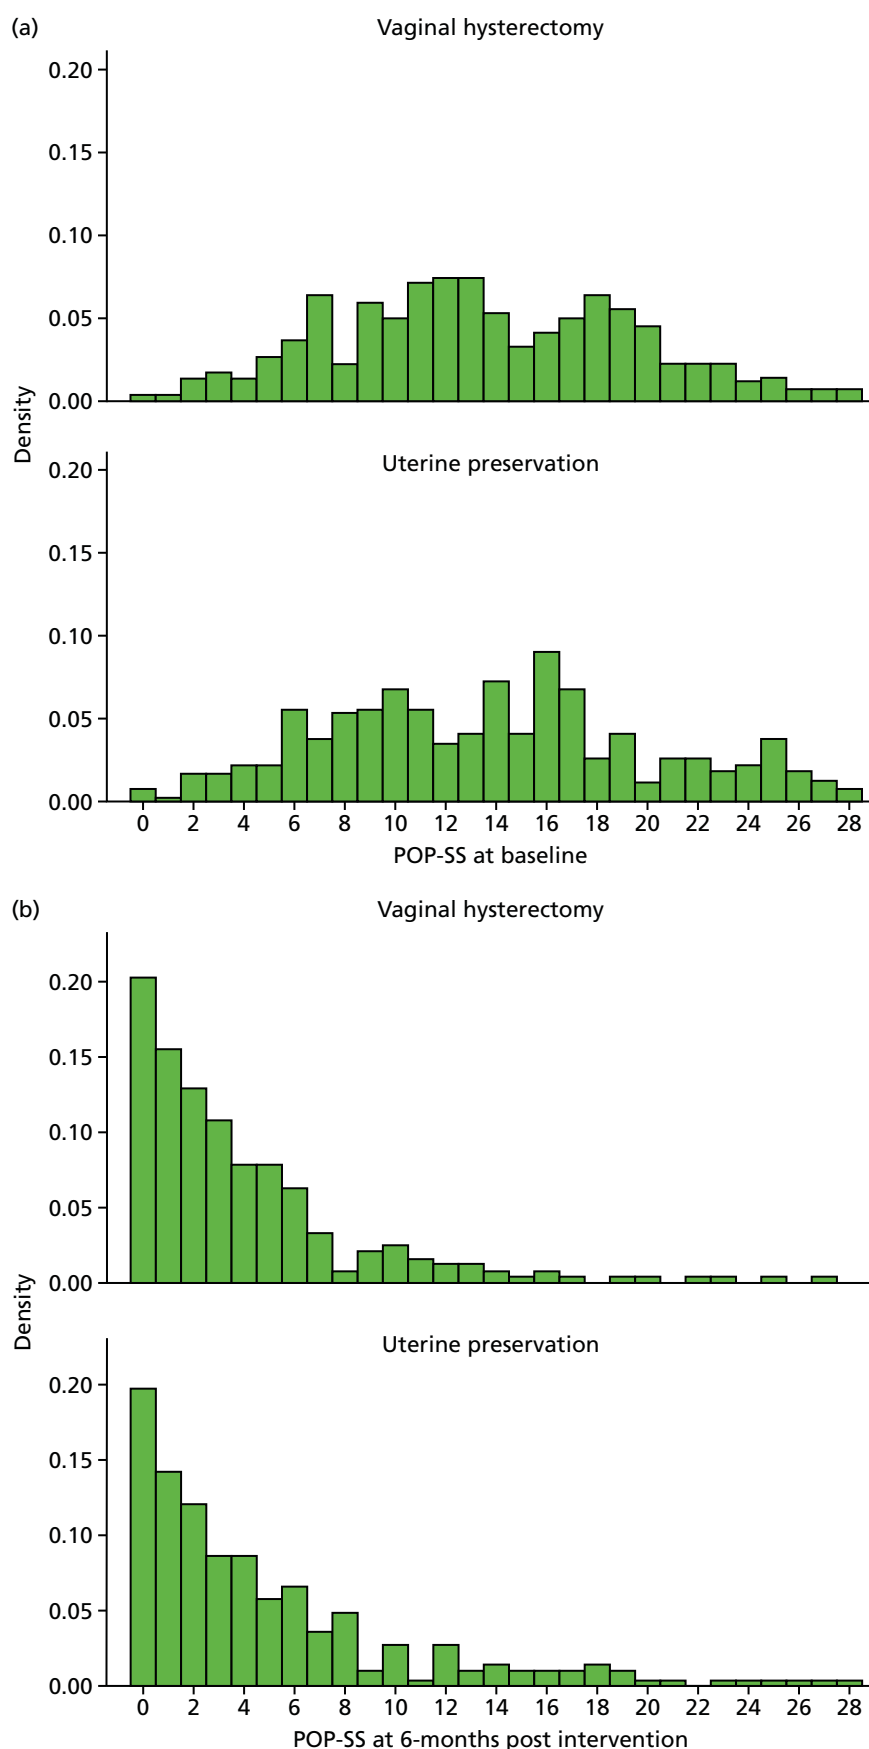 (a)
Vaginal hysterectomy
0.20
0.15
0.10
0.05
0.00
Density
Uterine preservation
0.20
0.15
0.10
0.05
0.00
0 2 4 6 8 10 12 14 16 18 20 22 24 26 28
POP-SS at baseline
(b)
Vaginal hysterectomy
0.20
0.15
0.10
0.05
0.00
Density
Uterine preservation
0.20
0.15
0.10
0.05
0.00
0 2 4 6 8 10 12 14 16 18 20 22 24 26 28
POP-SS at 6-months post intervention